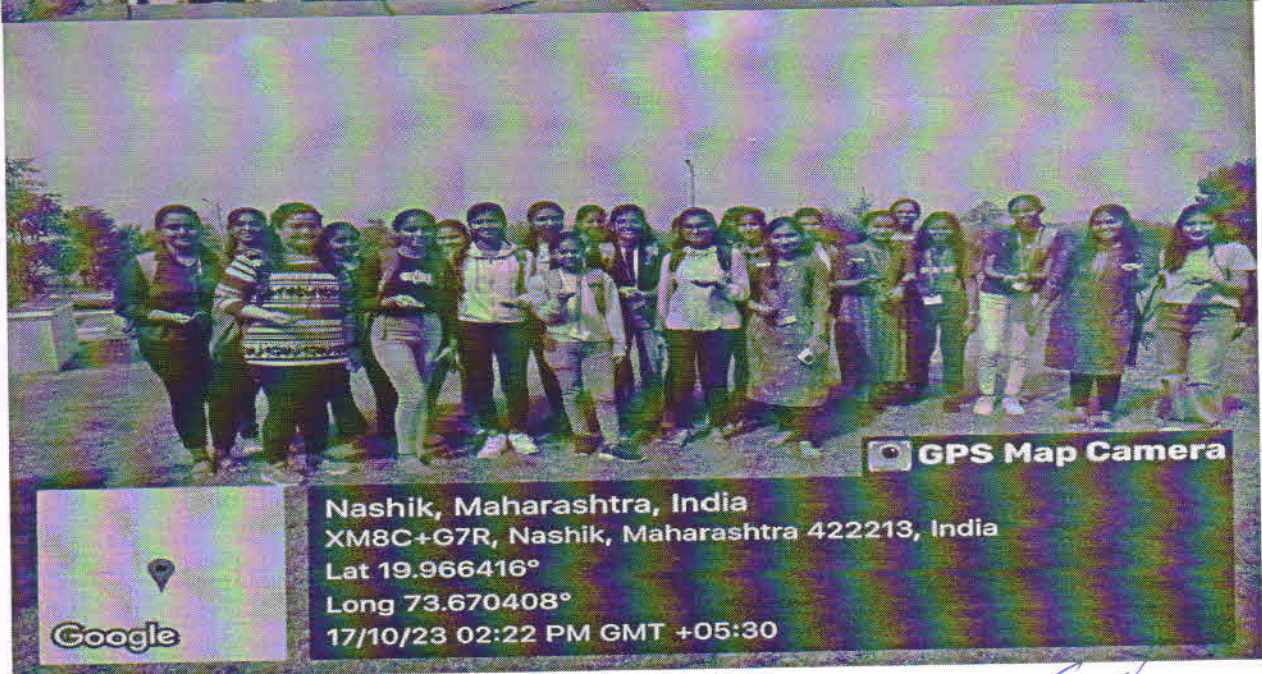 GPS Map Camera
Nashik, Maharashtra, India
XM8C+G7R, Nashik, Maharashtra 422213, India
Lat 19.966416°
Long 73.670408°
17/10/23 02:22 PM GMT +05:30
Google